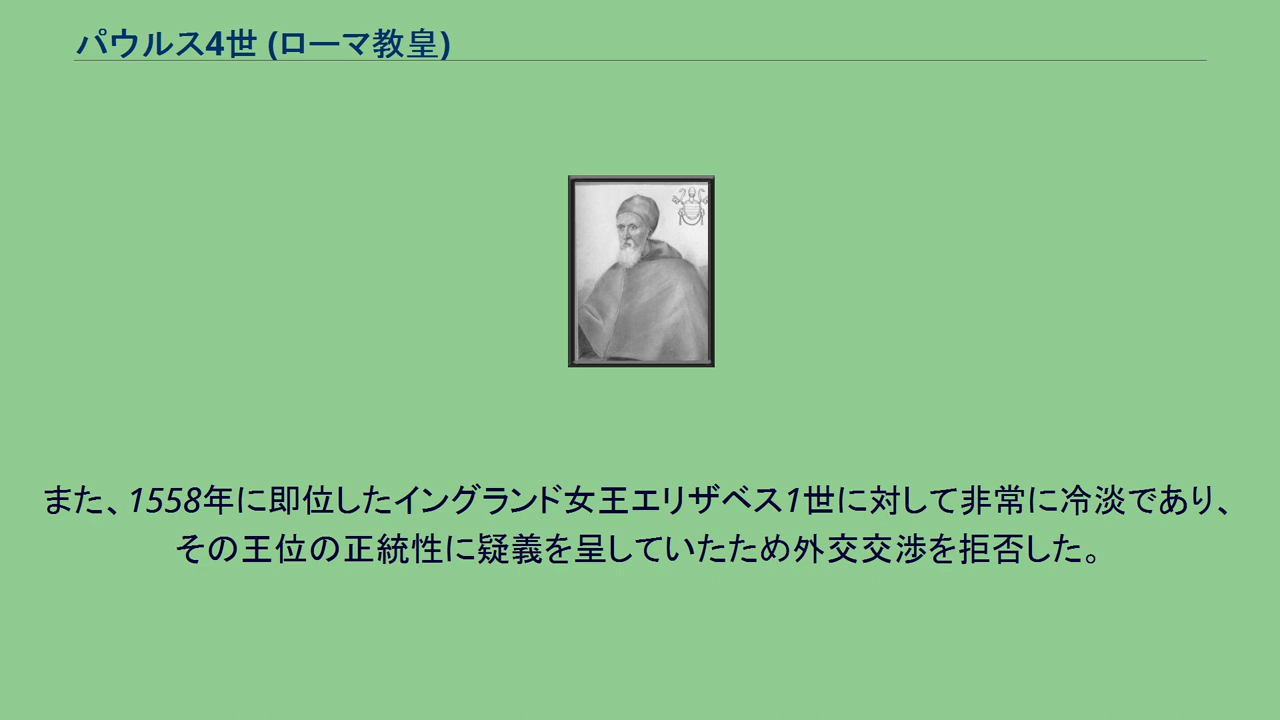 パウルス4世 (ローマ教皇)
また、1558年に即位したイングランド女王エリザベス1世に対して非常に冷淡であり、
その王位の正統性に疑義を呈していたため外交交渉を拒否した。